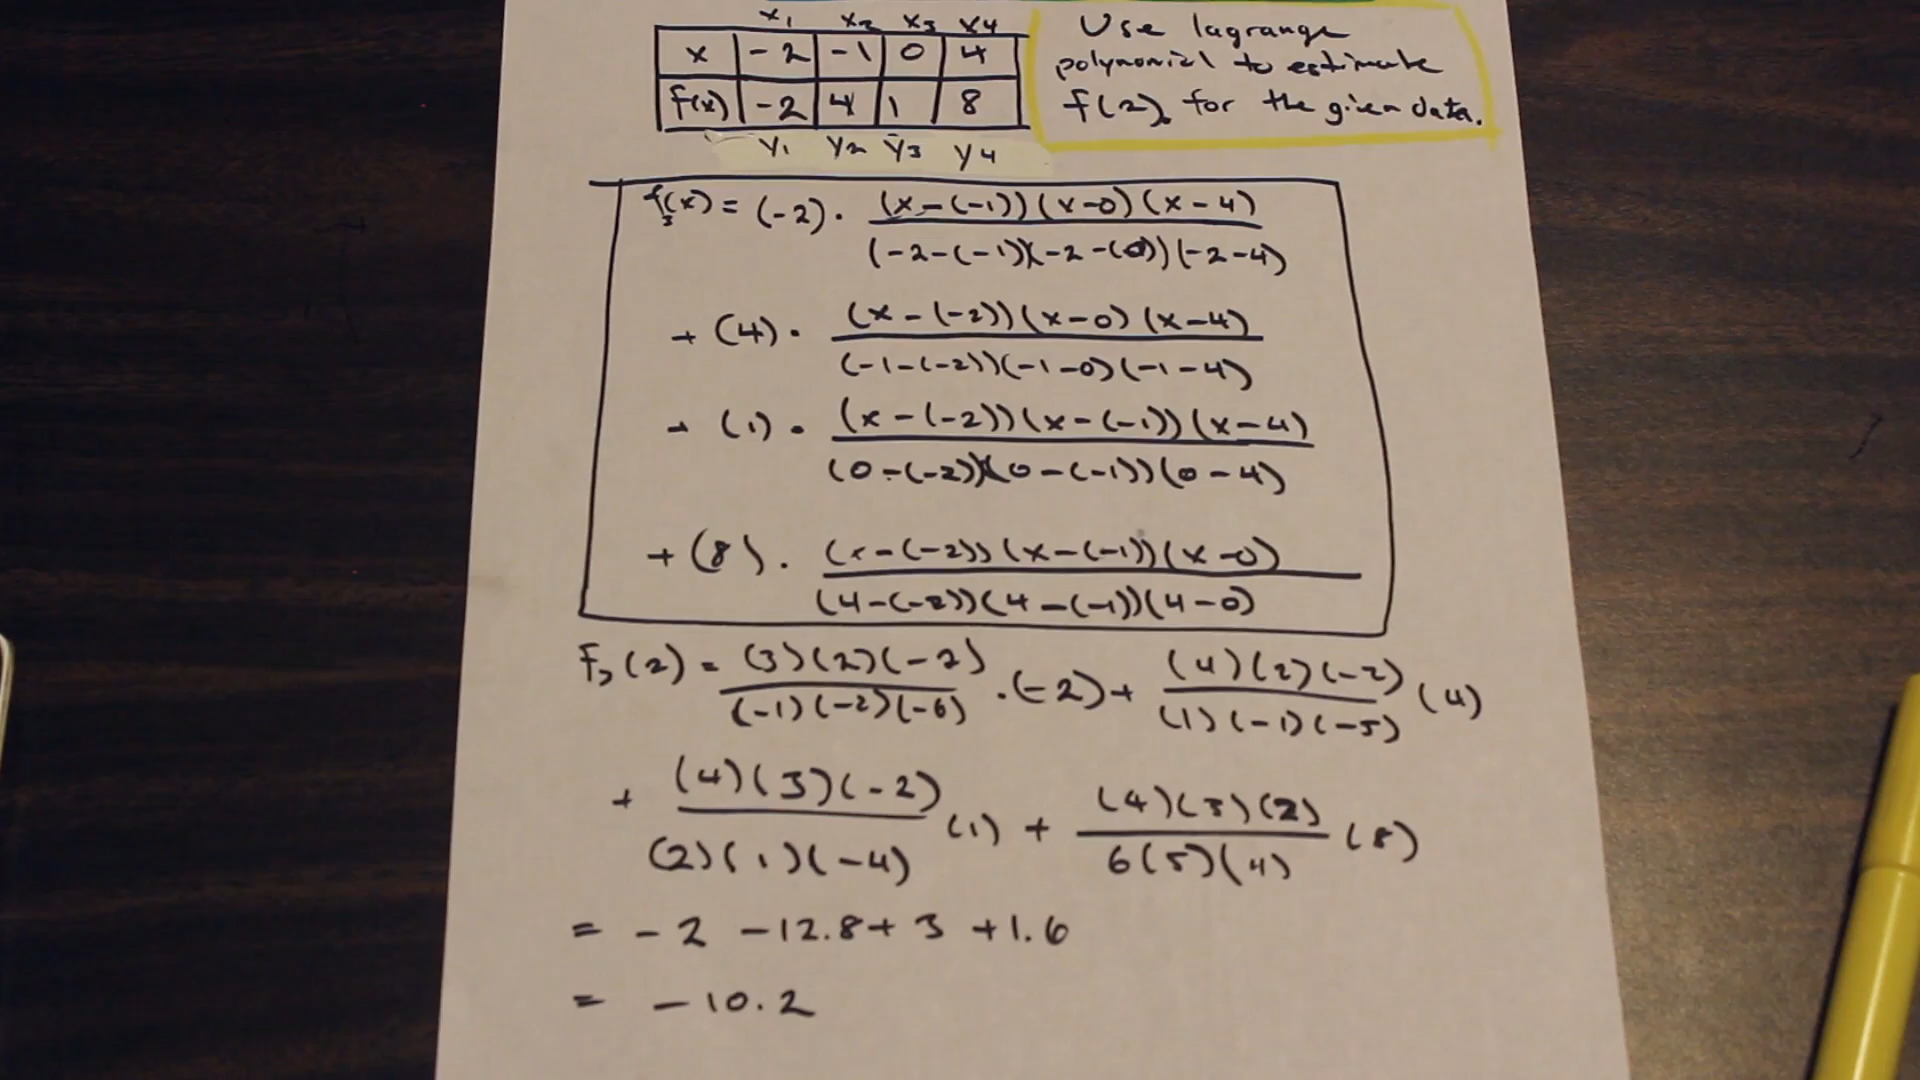 x1 x2 x3 x4
x -2 -1 0 4
f(x) -2 4 1 8
y1 y2 y3 y4
Use lagrange
polynomial to estimate
f(2) for the given data.
f3(x) = (-2) · (x-(-1))(x-0)(x-4)
(-2-(-1))(-2-(0))(-2-4)
+ (4) · (x-(-2))(x-0)(x-4)
(-1-(-2))(-1-0)(-1-4)
+ (1) · (x-(-2))(x-(-1))(x-4)
(0-(-2))(0-(-1))(0-4)
+ (8) · (x-(-2))(x-(-1))(x-0)
(4-(-2))(4-(-1))(4-0)
f3(2) = (3)(2)(-2) · (-2) + (4)(2)(-2) (4)
(-1)(-2)(-6) (1)(-1)(-5)
+ (4)(3)(-2) (1) + (4)(3)(2) (8)
(2)(1)(-4) 6(5)(4)
= -2 -12.8 + 3 + 1.6
= -10.2